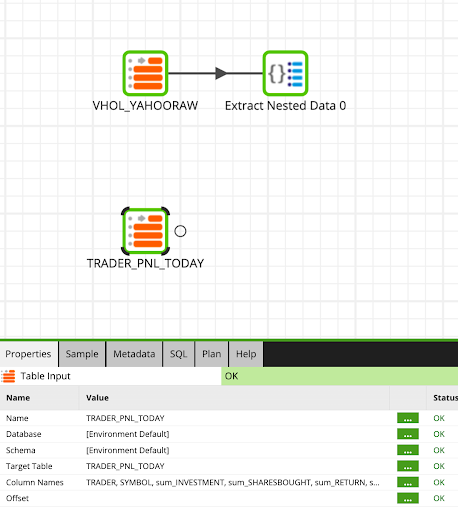 VHOL_YAHOORAW Extract Nested Data 0
TRADER_PNL_TODAY
Properties Sample Metadata SQL Plan Help
Table Input OK
Name Value Status
Name TRADER_PNL_TODAY ... OK
Database [Environment Default] ... OK
Schema [Environment Default] ... OK
Target Table TRADER_PNL_TODAY ... OK
Column Names TRADER, SYMBOL, sum_INVESTMENT, sum_SHARESBOUGHT, sum_RETURN, s... ... OK
Offset ... OK